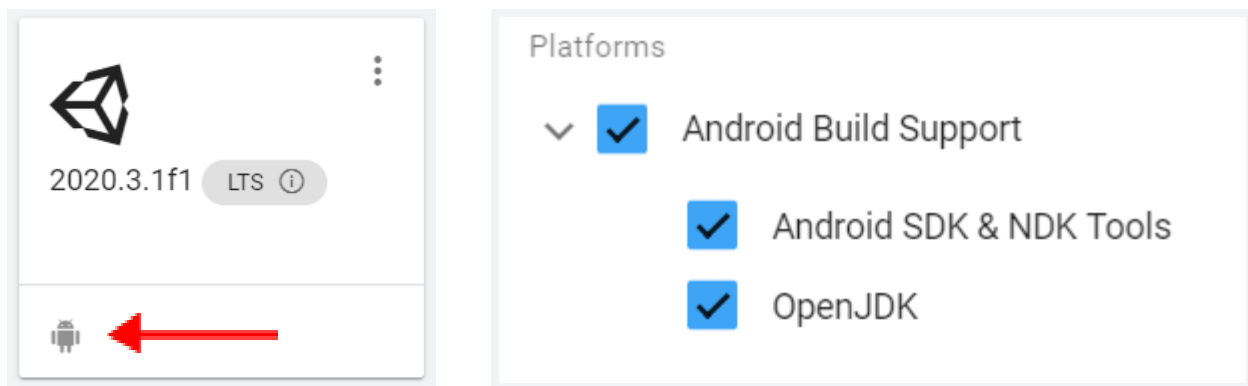 2020.3.1f1 LTS
Platforms
Android Build Support
Android SDK & NDK Tools
OpenJDK